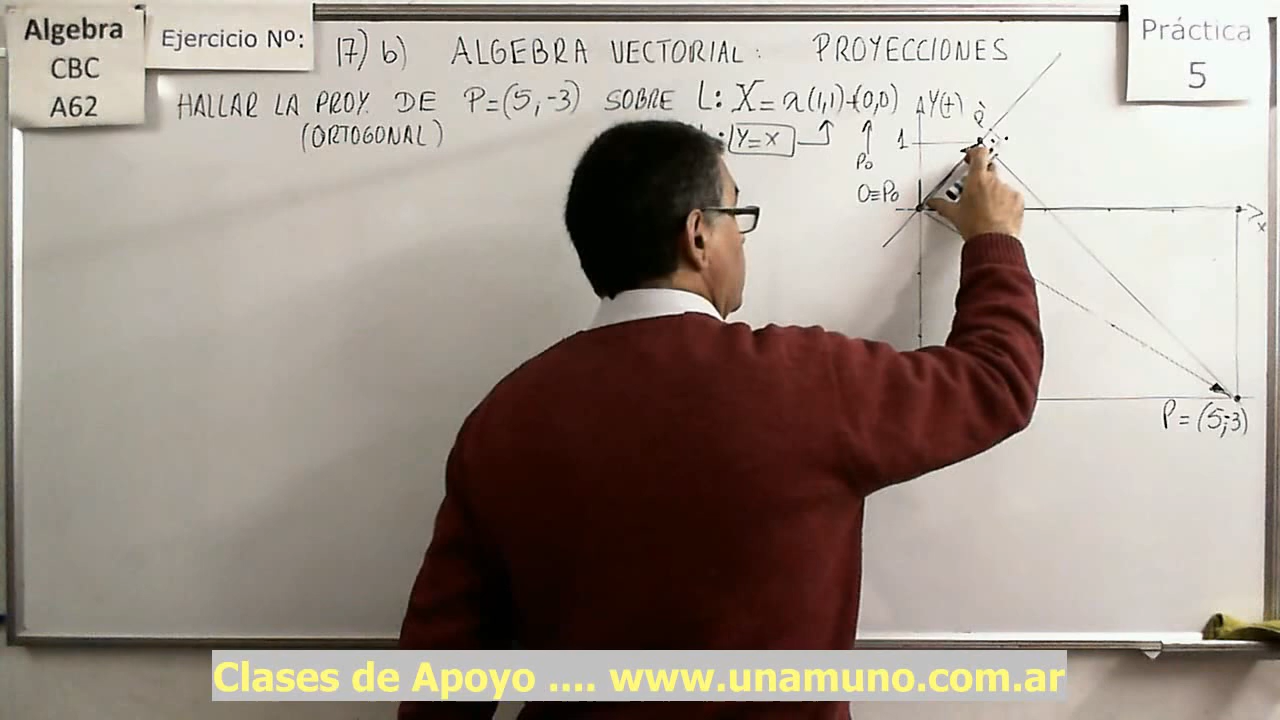 Algebra
CBC
A62
Ejercicio Nº:
17) b) ALGEBRA VECTORIAL: PROYECCIONES
Práctica
5
HALLAR LA PROY. DE P=(5,-3) SOBRE L: X=λ(1,1)+(0,0)
(ORTOGONAL)
Y=X
P0
Y(+)
1
O≡P0
x
P=(5;-3)
Clases de Apoyo .... www.unamuno.com.ar